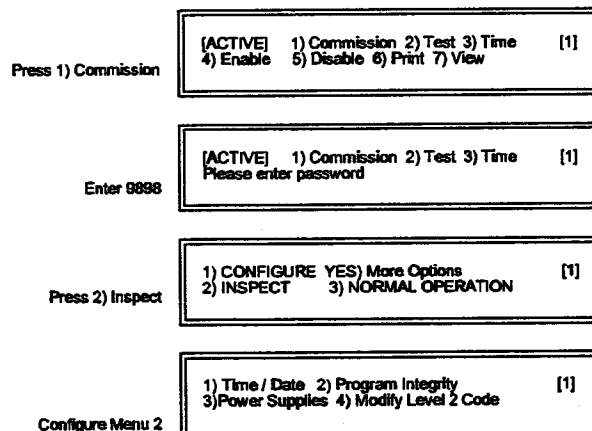 [ACTIVE] 1) Commission 2) Test 3) Time [1]
4) Enable 5) Disable 6) Print 7) View
Press 1) Commission
[ACTIVE] 1) Commission 2) Test 3) Time [1]
Please enter password
Enter 9898
1) CONFIGURE YES) More Options [1]
2) INSPECT 3) NORMAL OPERATION
Press 2) Inspect
1) Time / Date 2) Program Integrity [1]
3)Power Supplies 4) Modify Level 2 Code
Configure Menu 2